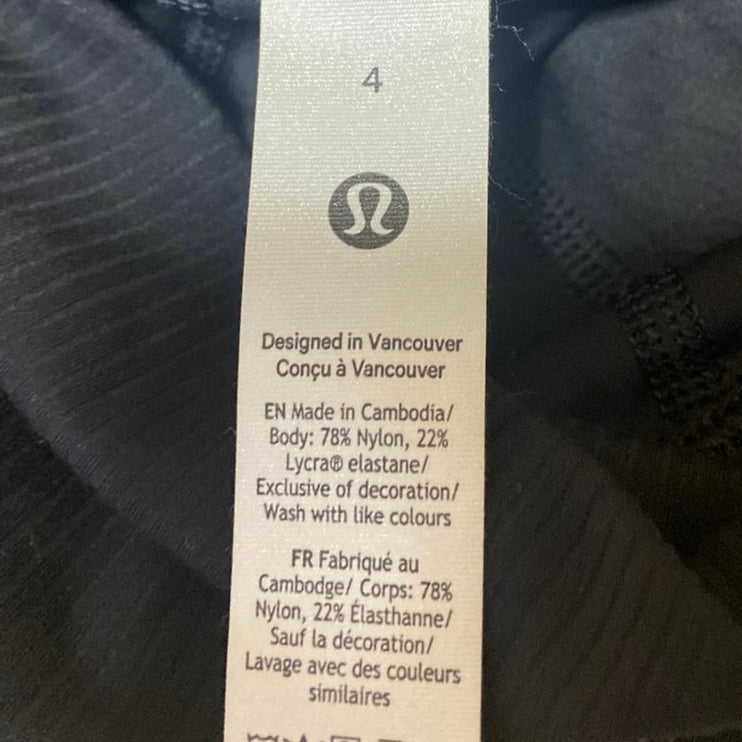 4
Designed in Vancouver
Conçu à Vancouver
EN Made in Cambodia/
Body: 78% Nylon, 22%
Lycra® elastane/
Exclusive of decoration/
Wash with like colours
FR Fabriqué au
Cambodge/ Corps: 78%
Nylon, 22% Élasthanne/
Sauf la décoration/
Lavage avec des couleurs
similaires